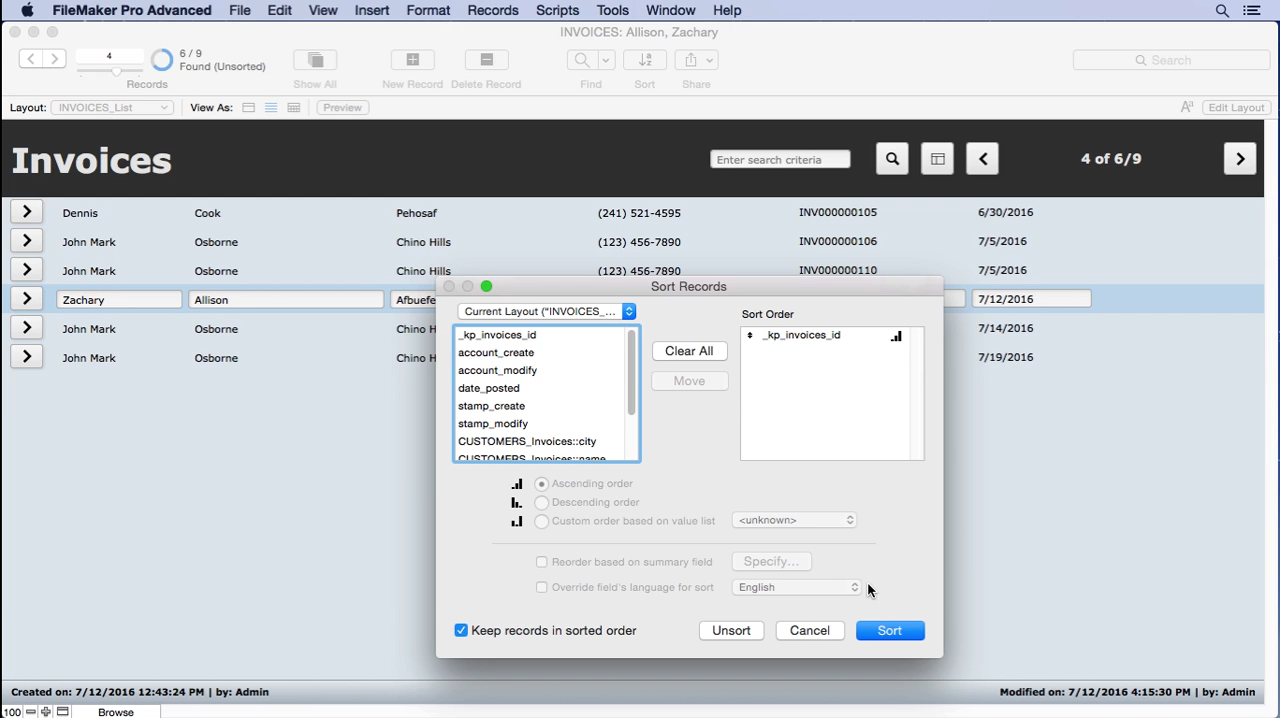 FileMaker Pro Advanced File Edit View Insert Format Records Scripts Tools Window Help
INVOICES: Allison, Zachary
4
6 / 9
Found (Unsorted)
Search
Records
Show All
New Record Delete Record
Find
Sort
Share
Layout: INVOICES_List View As: Preview
Aa Edit Layout
Invoices
Enter search criteria
4 of 6/9
Dennis Cook Pehosaf (241) 521-4595 INV000000105 6/30/2016
John Mark Osborne Chino Hills (123) 456-7890 INV000000106 7/5/2016
John Mark Osborne Chino Hills (123) 456-7890 INV000000110 7/5/2016
Zachary Allison Afbuefe 7/12/2016
John Mark Osborne Chino H 7/14/2016
John Mark Osborne Chino H 7/19/2016
Sort Records
Current Layout ("INVOICES_...
Sort Order
_kp_invoices_id
account_create
account_modify
date_posted
stamp_create
stamp_modify
CUSTOMERS_Invoices::city
CUSTOMERS_Invoices::name
Clear All
Move
_kp_invoices_id
Ascending order
Descending order
Custom order based on value list <unknown>
Reorder based on summary field Specify...
Override field's language for sort English
Keep records in sorted order Unsort Cancel Sort
Created on: 7/12/2016 12:43:24 PM | by: Admin
Modified on: 7/12/2016 4:15:30 PM | by: Admin
100 Browse